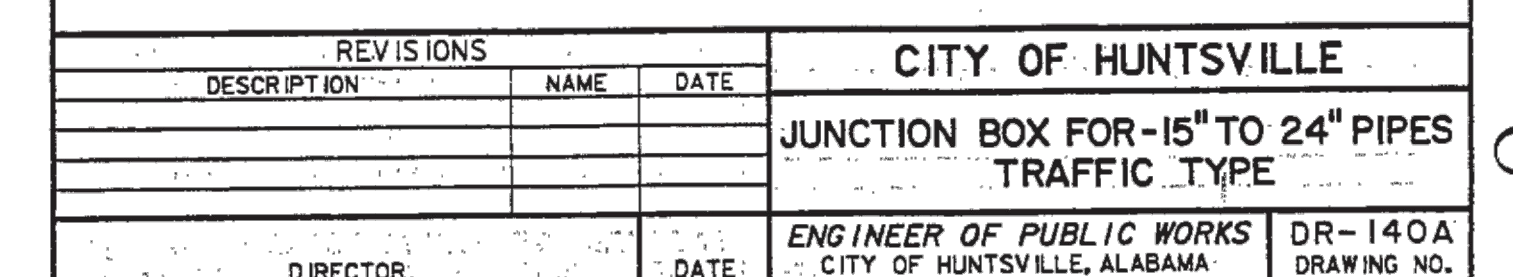 REVISIONS
DESCRIPTION NAME DATE
CITY OF HUNTSVILLE
JUNCTION BOX FOR-15" TO 24" PIPES
TRAFFIC TYPE
DIRECTOR DATE
ENGINEER OF PUBLIC WORKS
CITY OF HUNTSVILLE, ALABAMA
DR-140A
DRAWING NO.